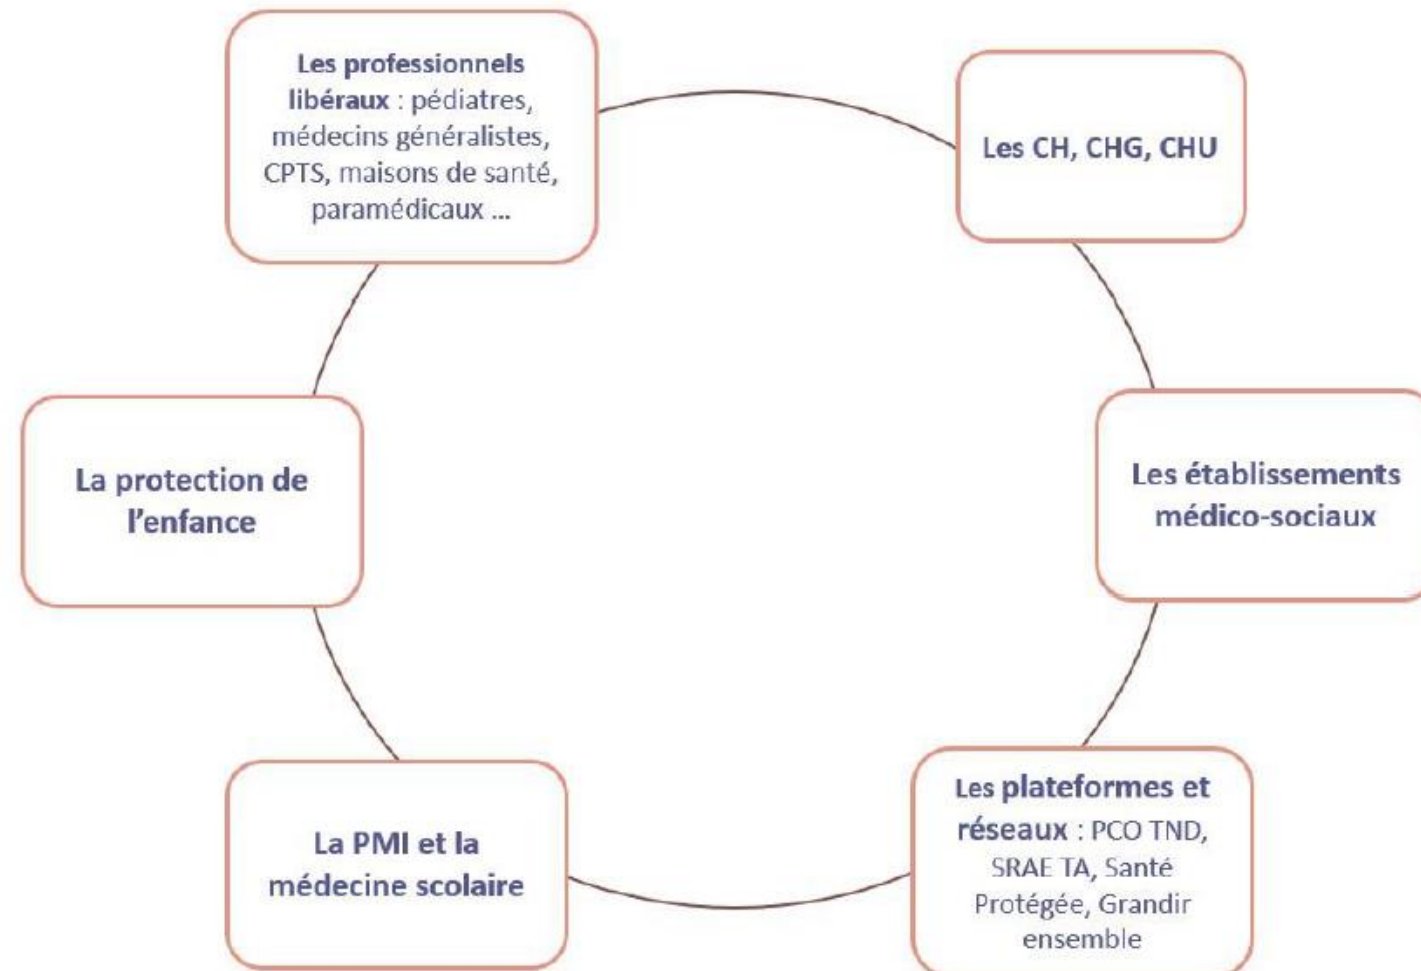 Les professionnels
libéraux : pédiatres,
médecins généralistes,
CPTS, maisons de santé,
paramédicaux ...
Les CH, CHG, CHU
La protection de
l’enfance
Les établissements
médico-sociaux
La PMI et la
médecine scolaire
Les plateformes et
réseaux : PCO TND,
SRAE TA, Santé
Protégée, Grandir
ensemble